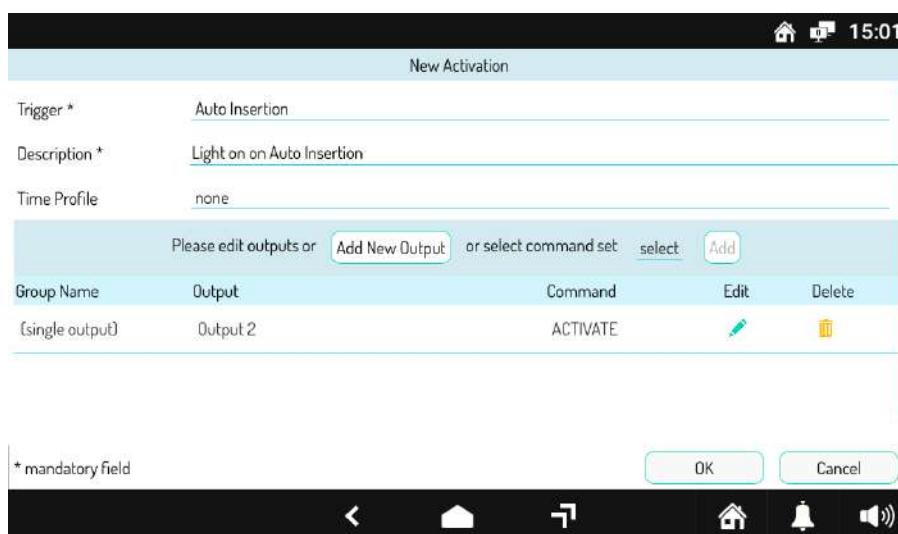 15:01
New Activation
Trigger * Auto Insertion
Description * Light on on Auto Insertion
Time Profile none
Please edit outputs or Add New Output or select command set select Add
Group Name Output Command Edit Delete
(single output) Output 2 ACTIVATE
* mandatory field OK Cancel